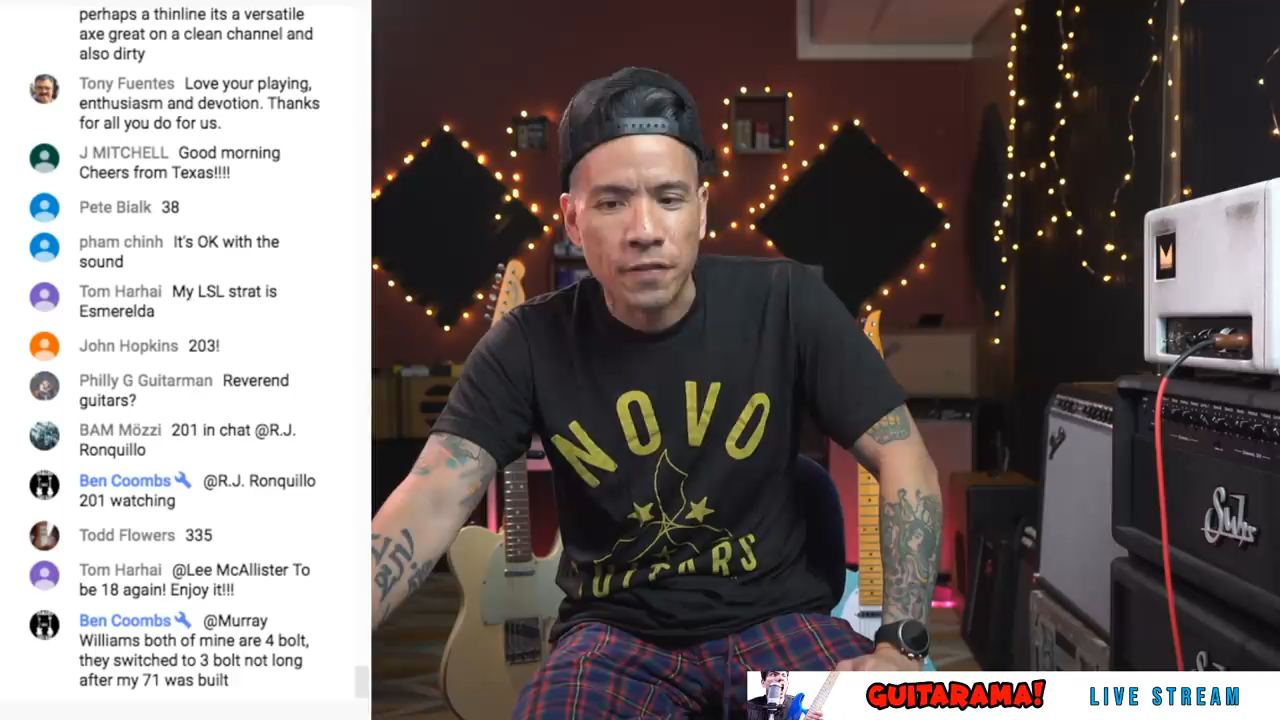 perhaps a thinline its a versatile
axe great on a clean channel and
also dirty
Tony Fuentes Love your playing,
enthusiasm and devotion. Thanks
for all you do for us.
J MITCHELL Good morning
Cheers from Texas!!!!
Pete Bialk 38
pham chinh It's OK with the
sound
Tom Harhai My LSL strat is
Esmerelda
John Hopkins 203!
Philly G Guitarman Reverend
guitars?
BAM Mözzi 201 in chat @R.J.
Ronquillo
Ben Coombs @R.J. Ronquillo
201 watching
Todd Flowers 335
Tom Harhai @Lee McAllister To
be 18 again! Enjoy it!!!
Ben Coombs @Murray
Williams both of mine are 4 bolt,
they switched to 3 bolt not long
after my 71 was built
NOVO
GUITARS
Suhr
GUITARAMA!
LIVE STREAM